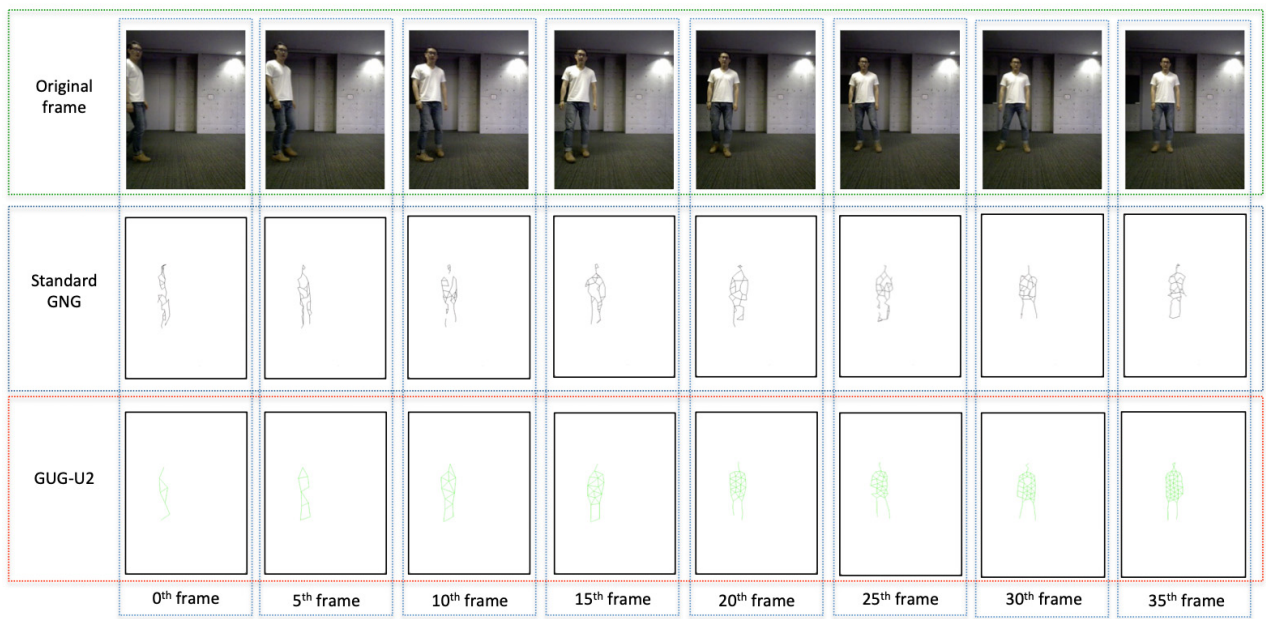 Original
frame
Standard
GNG
GUG-U2
0th frame
5th frame
10th frame
15th frame
20th frame
25th frame
30th frame
35th frame